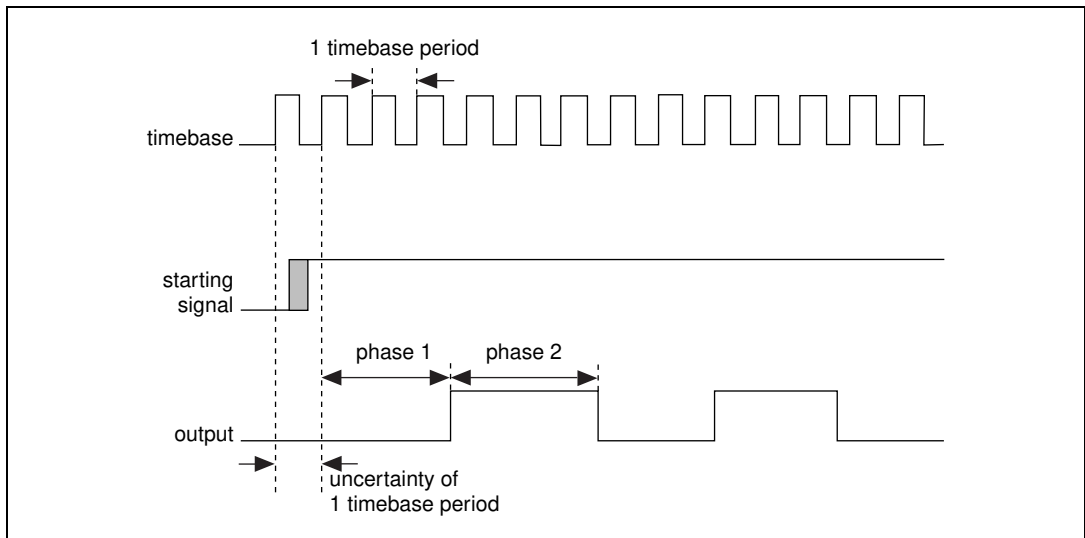 1 timebase period
timebase
starting
signal
phase 1
phase 2
output
uncertainty of
1 timebase period